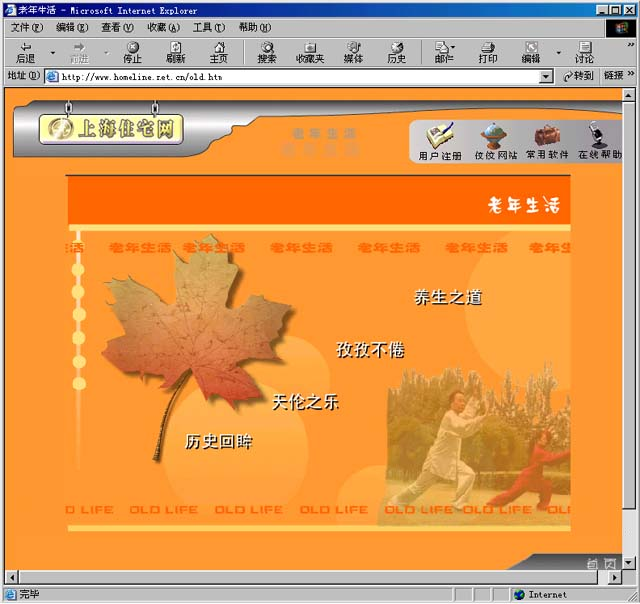 老年生活 - Microsoft Internet Explorer
文件(F) 编辑(E) 查看(V) 收藏(A) 工具(T) 帮助(H)
后退 前进 停止 刷新 主页 搜索 收藏夹 媒体 历史 邮件 打印 编辑 讨论
地址(D) http://www.homeline.net.cn/old.htm 转到 链接 »
上海住宅网
老年生活
用户注册 仪仪网站 常用软件 在线帮助
老年生活
生活 老年生活 老年生活 老年生活 老年生活 老年生活 老年
养生之道
孜孜不倦
天伦之乐
历史回眸
OLD LIFE OLD LIFE OLD LIFE OLD LIFE OLD LIFE OLD LIFE OL
首页
完毕 Internet